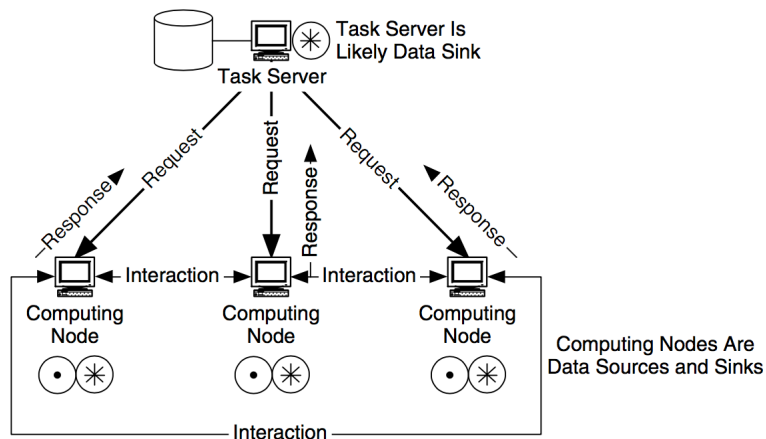 Task Server Is
Likely Data Sink
Task Server
Request
Request
Request
Response
Response
Response
Interaction
Interaction
Computing
Node
Computing
Node
Computing
Node
Computing Nodes Are
Data Sources and Sinks
Interaction